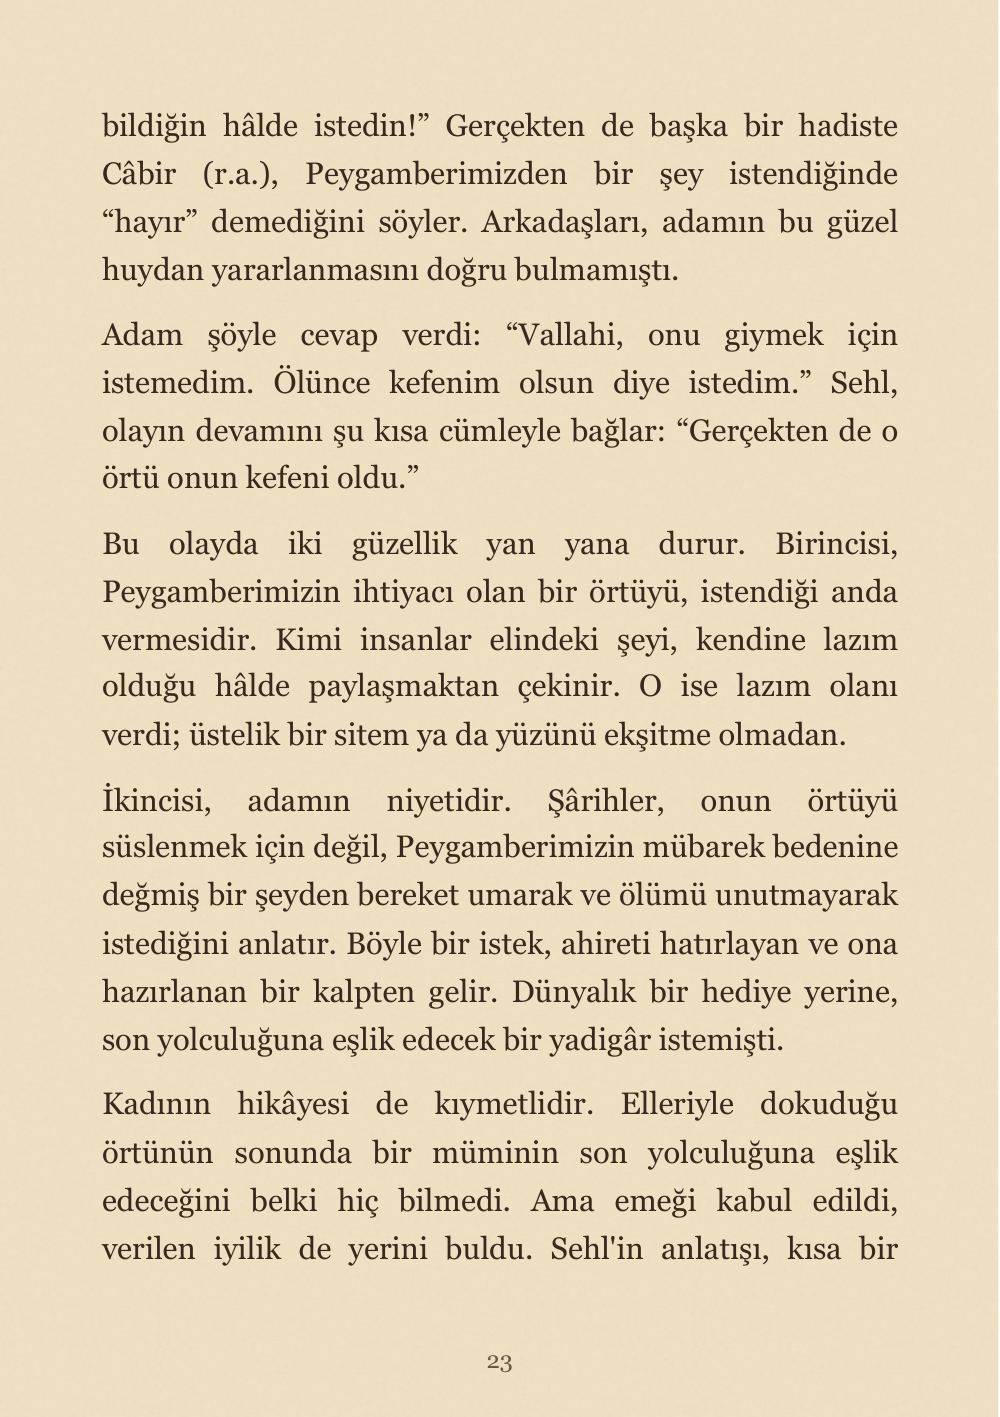 bildiğin hâlde istedin!” Gerçekten de başka bir hadiste
Câbir (r.a.), Peygamberimizden bir şey istendiğinde
“hayır” demediğini söyler. Arkadaşları, adamın bu güzel
huydan yararlanmasını doğru bulmamıştı.
Adam şöyle cevap verdi: “Vallahi, onu giymek için
istemedim. Ölünce kefenim olsun diye istedim.” Sehl,
olayın devamını şu kısa cümleyle bağlar: “Gerçekten de o
örtü onun kefeni oldu.”
Bu olayda iki güzellik yan yana durur. Birincisi,
Peygamberimizin ihtiyacı olan bir örtüyü, istendiği anda
vermesidir. Kimi insanlar elindeki şeyi, kendine lazım
olduğu hâlde paylaşmaktan çekinir. O ise lazım olanı
verdi; üstelik bir sitem ya da yüzünü ekşitme olmadan.
İkincisi, adamın niyetidir. Şârihler, onun örtüyü
süslenmek için değil, Peygamberimizin mübarek bedenine
değmiş bir şeyden bereket umarak ve ölümü unutmayarak
istediğini anlatır. Böyle bir istek, ahireti hatırlayan ve ona
hazırlanan bir kalpten gelir. Dünyalık bir hediye yerine,
son yolculuğuna eşlik edecek bir yadigâr istemişti.
Kadının hikâyesi de kıymetlidir. Elleriyle dokuduğu
örtünün sonunda bir müminin son yolculuğuna eşlik
edeceğini belki hiç bilmedi. Ama emeği kabul edildi,
verilen iyilik de yerini buldu. Sehl'in anlatışı, kısa bir
23